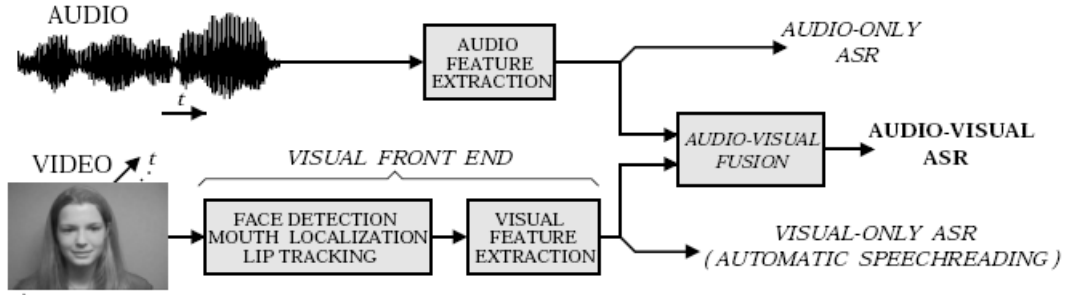 AUDIO
t
AUDIO
FEATURE
EXTRACTION
AUDIO-ONLY
ASR
AUDIO-VISUAL
FUSION
AUDIO-VISUAL
ASR
VIDEO
t
VISUAL FRONT END
FACE DETECTION
MOUTH LOCALIZATION
LIP TRACKING
VISUAL
FEATURE
EXTRACTION
VISUAL-ONLY ASR
(AUTOMATIC SPEECHREADING)